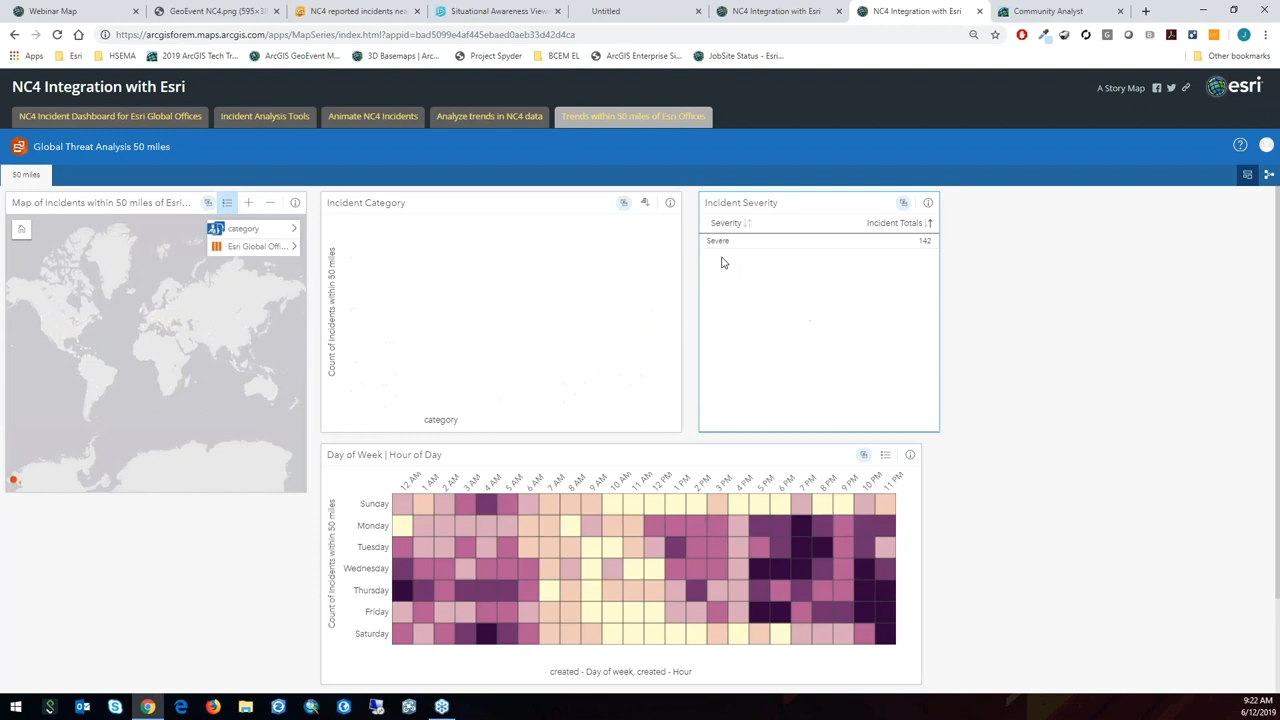 Webinar Map
GeoEvent NC4.png (595×3
NC4 reported incidents nea
Situational Awareness View
Untitled
NC4 Integration with Esri
NC4 Integration with Esri
Community Analyst
https://arcgisforem.maps.arcgis.com/apps/MapSeries/index.html?appid=bad5099e4af445ebaed0aeb33d42d4ca
Apps
Esri
HSEMA
2019 ArcGIS Tech Tr...
ArcGIS GeoEvent M...
3D Basemaps | Arc...
Project Spyder
BCEM EL
ArcGIS Enterprise Si...
JobSite Status - Esri...
Other bookmarks
NC4 Integration with Esri
A Story Map
esri
NC4 Incident Dashboard for Esri Global Offices
Incident Analysis Tools
Animate NC4 Incidents
Analyze trends in NC4 data
Trends within 50 miles of Esri Offices
Global Threat Analysis 50 miles
50 miles
Map of Incidents within 50 miles of Esri...
category
Esri Global Offi...
Incident Category
Count of Incidents within 50 miles
category
Incident Severity
Severity
Incident Totals
Severe
142
Day of Week | Hour of Day
12 AM
1 AM
2 AM
3 AM
4 AM
5 AM
6 AM
7 AM
8 AM
9 AM
10 AM
11 AM
12 PM
1 PM
2 PM
3 PM
4 PM
5 PM
6 PM
7 PM
8 PM
9 PM
10 PM
11 PM
Count of Incidents within 50 miles
Sunday
Monday
Tuesday
Wednesday
Thursday
Friday
Saturday
created - Day of week, created - Hour
9:22 AM
6/12/2019